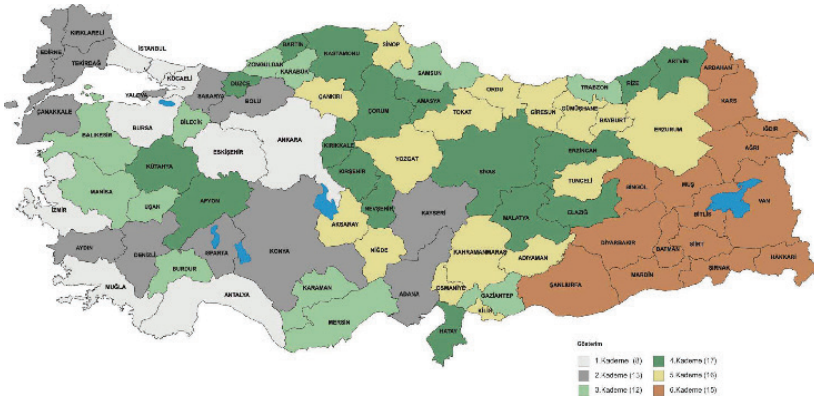 KIRKLARELİ
EDİRNE
TEKİRDAĞ
İSTANBUL
KOCAELİ
YALOVA
SAKARYA
DÜZCE
BOLU
ZONGULDAK
BARTIN
KARABÜK
KASTAMONU
SİNOP
SAMSUN
ÇANKIRI
ÇORUM
AMASYA
TOKAT
ORDU
GİRESUN
TRABZON
GÜMÜŞHANE
BAYBURT
RİZE
ARTVİN
ARDAHAN
KARS
IĞDIR
AĞRI
ERZURUM
ÇANAKKALE
BALIKESİR
BURSA
BİLECİK
ESKİŞEHİR
ANKARA
KIRIKKALE
KIRŞEHİR
YOZGAT
SİVAS
ERZİNCAN
TUNCELİ
BİNGÖL
MUŞ
BİTLİS
VAN
KÜTAHYA
MANİSA
UŞAK
AFYON
İZMİR
NEVŞEHİR
KAYSERİ
MALATYA
ELAZIĞ
DİYARBAKIR
BATMAN
SİİRT
ŞIRNAK
HAKKARİ
AYDIN
DENİZLİ
ISPARTA
BURDUR
KONYA
AKSARAY
NİĞDE
KAHRAMANMARAŞ
ADIYAMAN
MARDİN
ŞANLIURFA
MUĞLA
ANTALYA
KARAMAN
MERSİN
ADANA
OSMANİYE
GAZİANTEP
KİLİS
HATAY
Gösterim
1.Kademe (8)
2.Kademe (13)
3.Kademe (12)
4.Kademe (17)
5.Kademe (16)
6.Kademe (15)